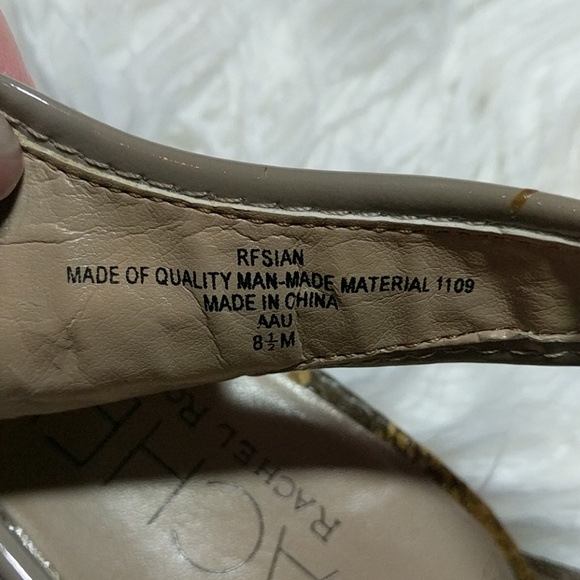 RFSIAN
MADE OF QUALITY MAN-MADE MATERIAL 1109
MADE IN CHINA
AAU
8½M
RACHEL